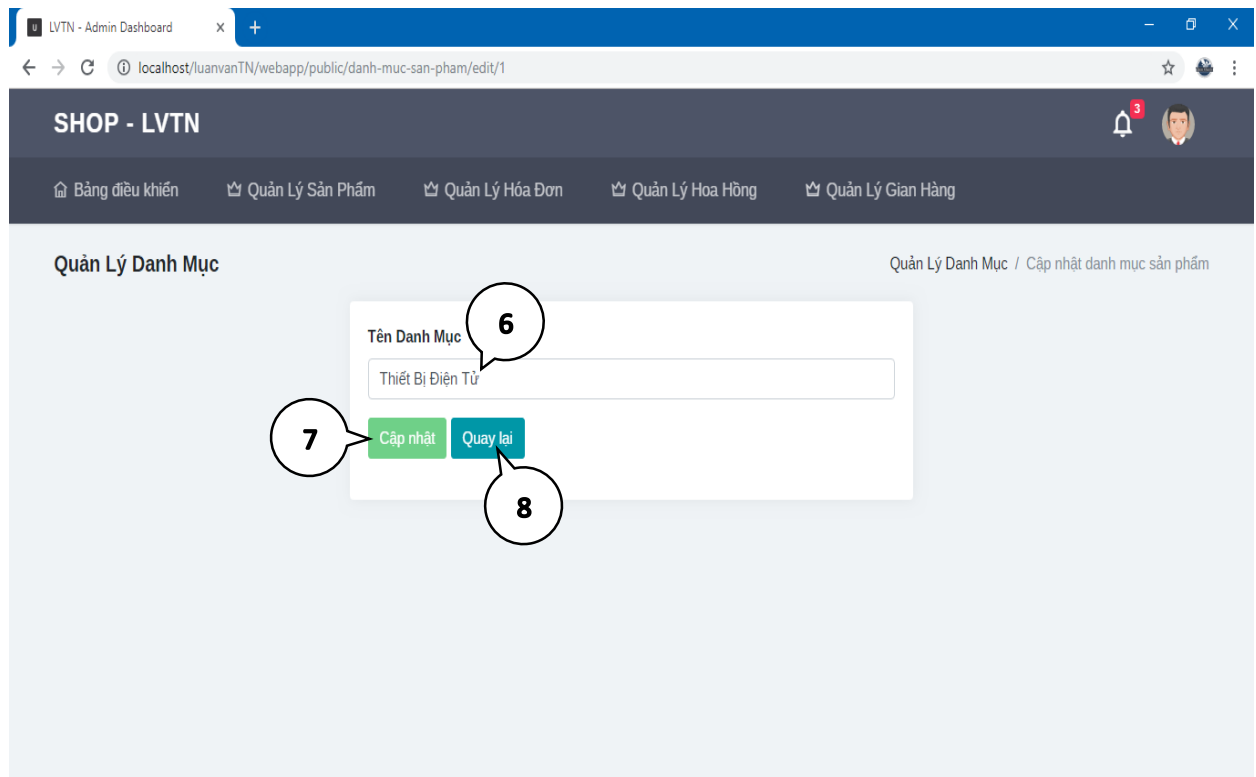 U LVTN - Admin Dashboard
localhost/luanvanTN/webapp/public/danh-muc-san-pham/edit/1
SHOP - LVTN
3
Bảng điều khiển Quản Lý Sản Phẩm Quản Lý Hóa Đơn Quản Lý Hoa Hồng Quản Lý Gian Hàng
Quản Lý Danh Mục Quản Lý Danh Mục / Cập nhật danh mục sản phẩm
Tên Danh Mục 6
Thiết Bị Điện Tử
7 Cập nhật Quay lại
8